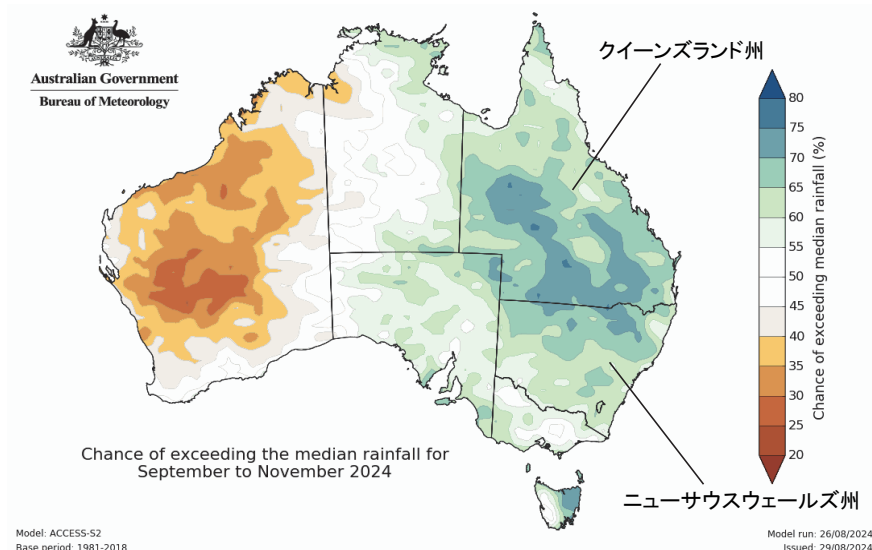 Australian Government
Bureau of Meteorology
クイーンズランド州
80
75
70
65
60
55
50
45
40
35
30
25
20
Chance of exceeding median rainfall (%)
Chance of exceeding the median rainfall for
September to November 2024
ニューサウスウェールズ州
Model: ACCESS-S2
Base period: 1981-2018
Model run: 26/08/2024
Issued: 29/08/2024